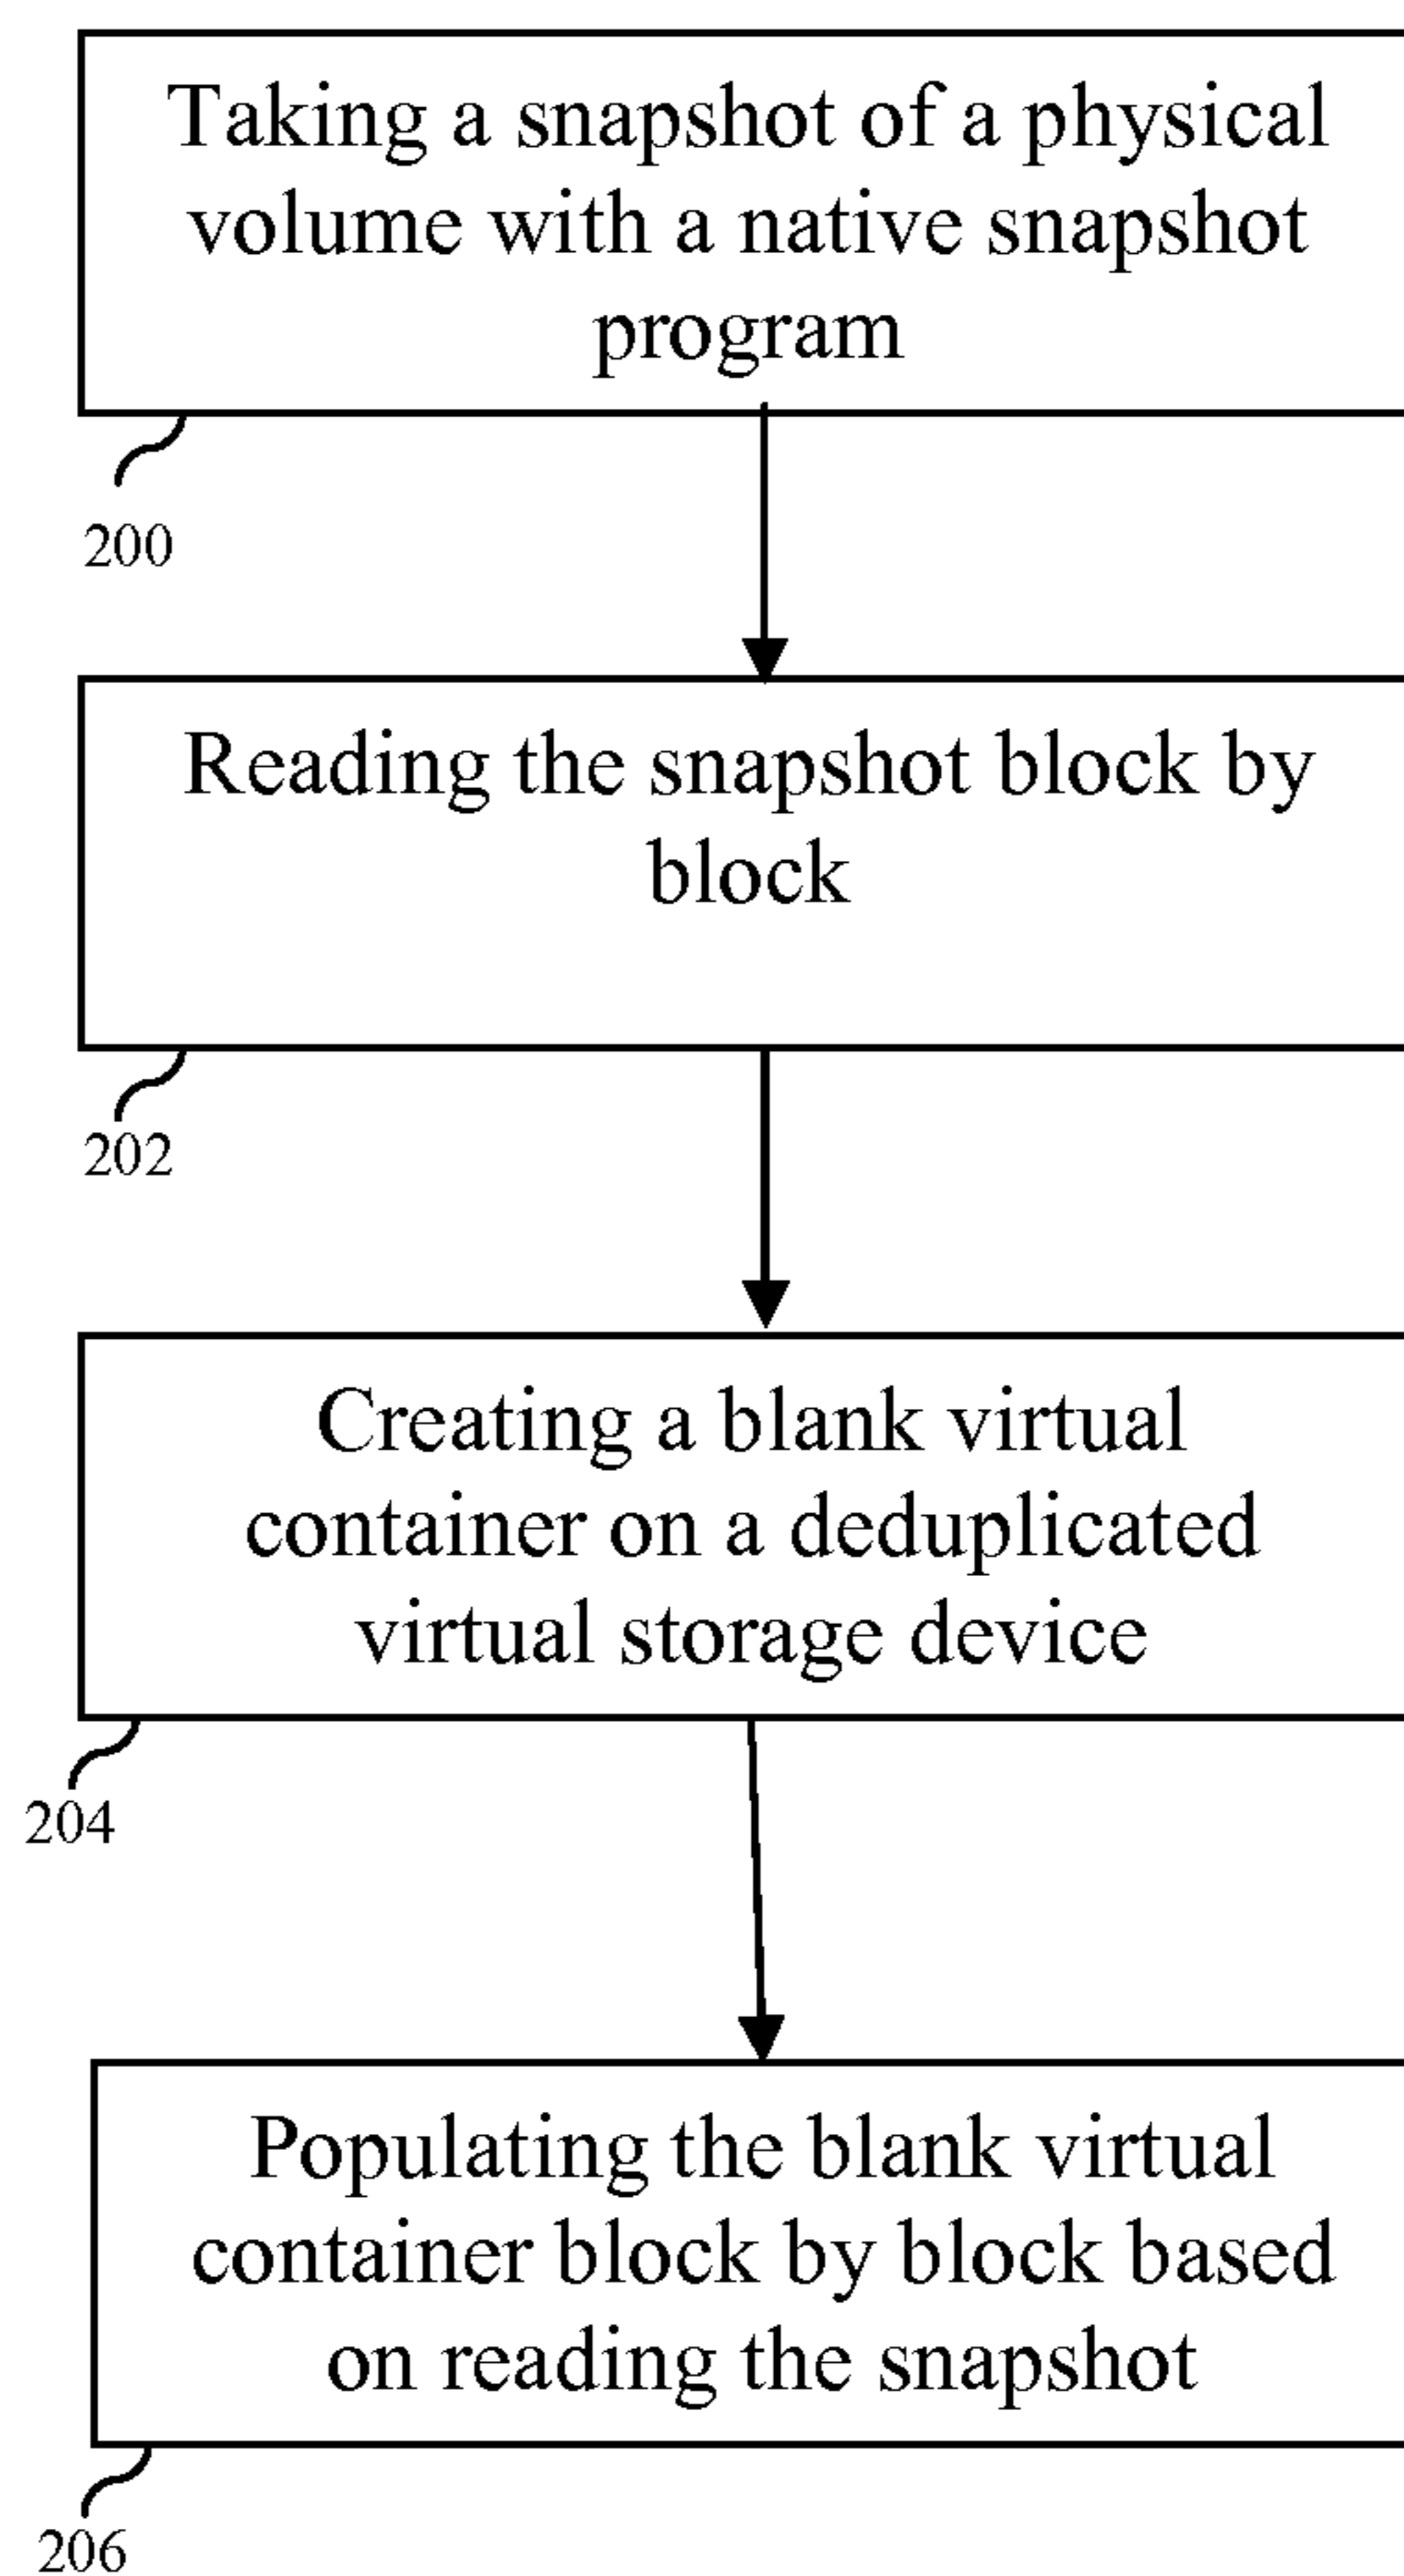 Taking a snapshot of a physical
volume with a native snapshot
program
200
Reading the snapshot block by
block
202
Creating a blank virtual
container on a deduplicated
virtual storage device
204
Populating the blank virtual
container block by block based
on reading the snapshot
206